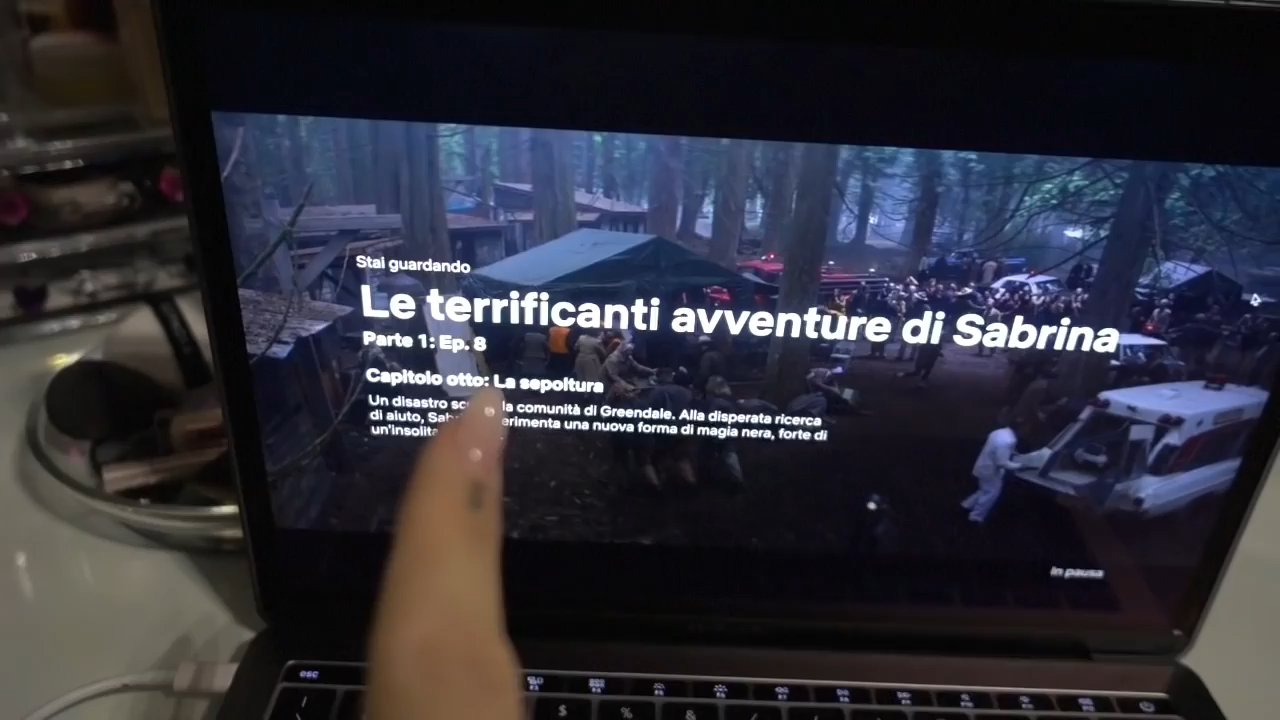 Stai guardando
Le terrificanti avventure di Sabrina
Parte 1: Ep. 8
Capitolo otto: La sepoltura
Un disastro la comunità di Greendale. Alla disperata ricerca
di aiuto, una nuova forma di magia nera, forte di
In pausa
esc
$ % &